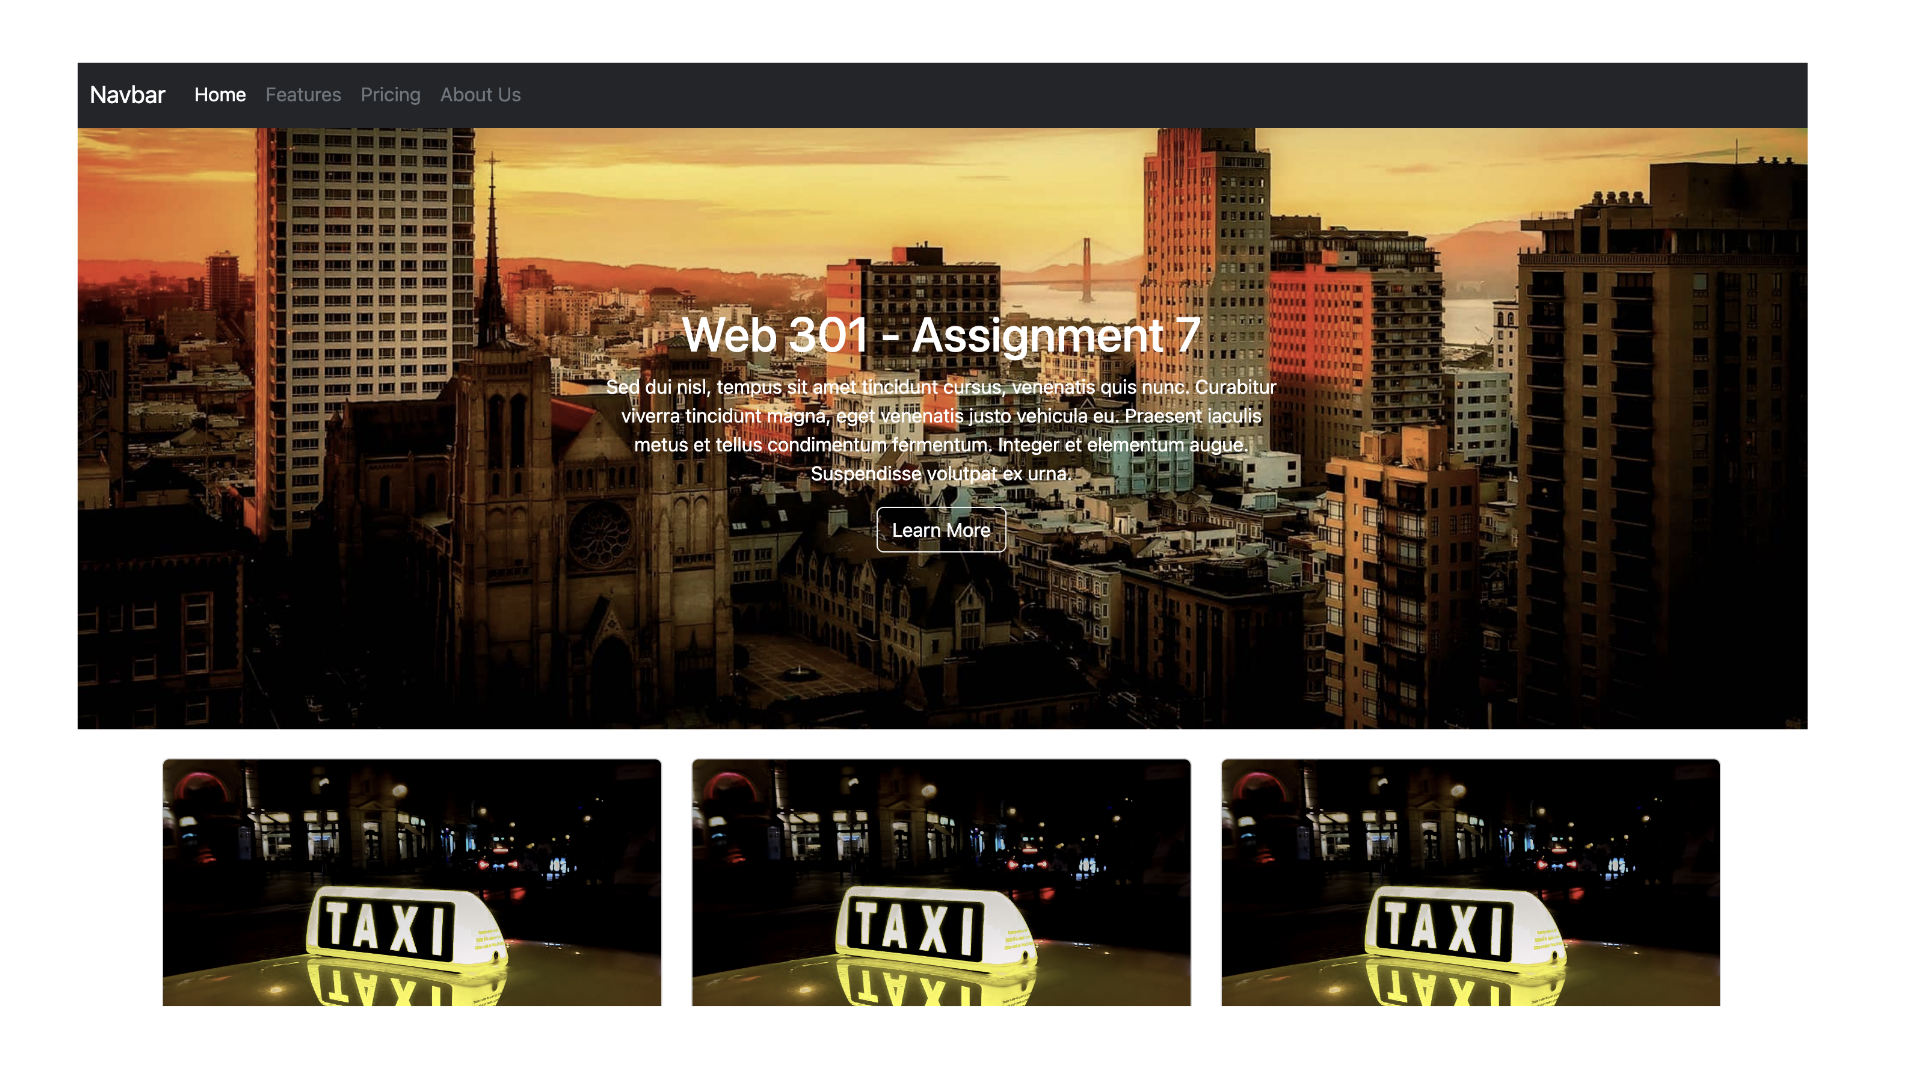 Navbar Home Features Pricing About Us
Web 301 - Assignment 7
Sed dui nisl, tempus sit amet tincidunt cursus, venenatis quis nunc. Curabitur
viverra tincidunt magna, eget venenatis justo vehicula eu. Praesent iaculis
metus et tellus condimentum fermentum. Integer et elementum augue.
Suspendisse volutpat ex urna.
Learn More
TAXI
TAXI
TAXI